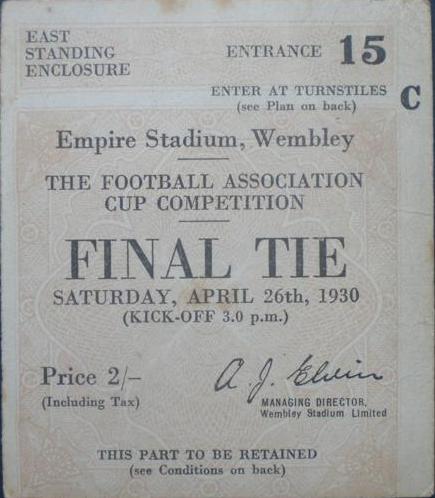 EAST
STANDING
ENCLOSURE
ENTRANCE 15
ENTER AT TURNSTILES C
(see Plan on back)
Empire Stadium, Wembley
THE FOOTBALL ASSOCIATION
CUP COMPETITION
FINAL TIE
SATURDAY, APRIL 26th, 1930
(KICK-OFF 3.0 p.m.)
Price 2/–
(Including Tax)
A. J. Elvin
MANAGING DIRECTOR,
Wembley Stadium Limited
THIS PART TO BE RETAINED
(see Conditions on back)